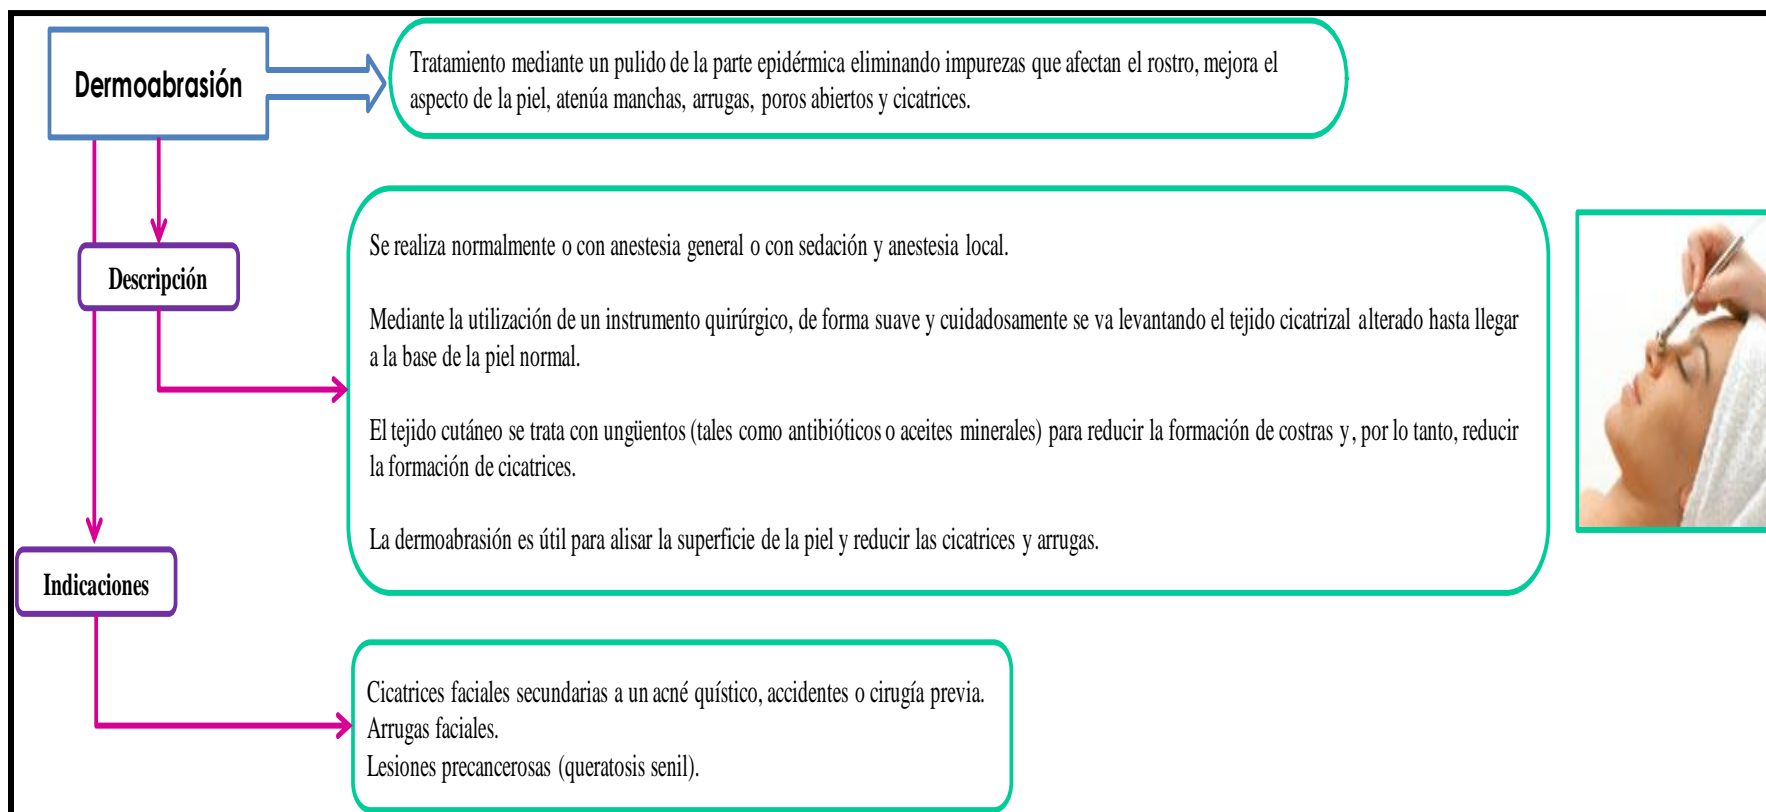 Dermoabrasión
Tratamiento mediante un pulido de la parte epidérmica eliminando impurezas que afectan el rostro, mejora el
aspecto de la piel, atenúa manchas, arrugas, poros abiertos y cicatrices.
Descripción
Se realiza normalmente o con anestesia general o con sedación y anestesia local.
Mediante la utilización de un instrumento quirúrgico, de forma suave y cuidadosamente se va levantando el tejido cicatrizal alterado hasta llegar
a la base de la piel normal.
El tejido cutáneo se trata con ungüentos (tales como antibióticos o aceites minerales) para reducir la formación de costras y, por lo tanto, reducir
la formación de cicatrices.
La dermoabrasión es útil para alisar la superficie de la piel y reducir las cicatrices y arrugas.
Indicaciones
Cicatrices faciales secundarias a un acné quístico, accidentes o cirugía previa.
Arrugas faciales.
Lesiones precancerosas (queratosis senil).